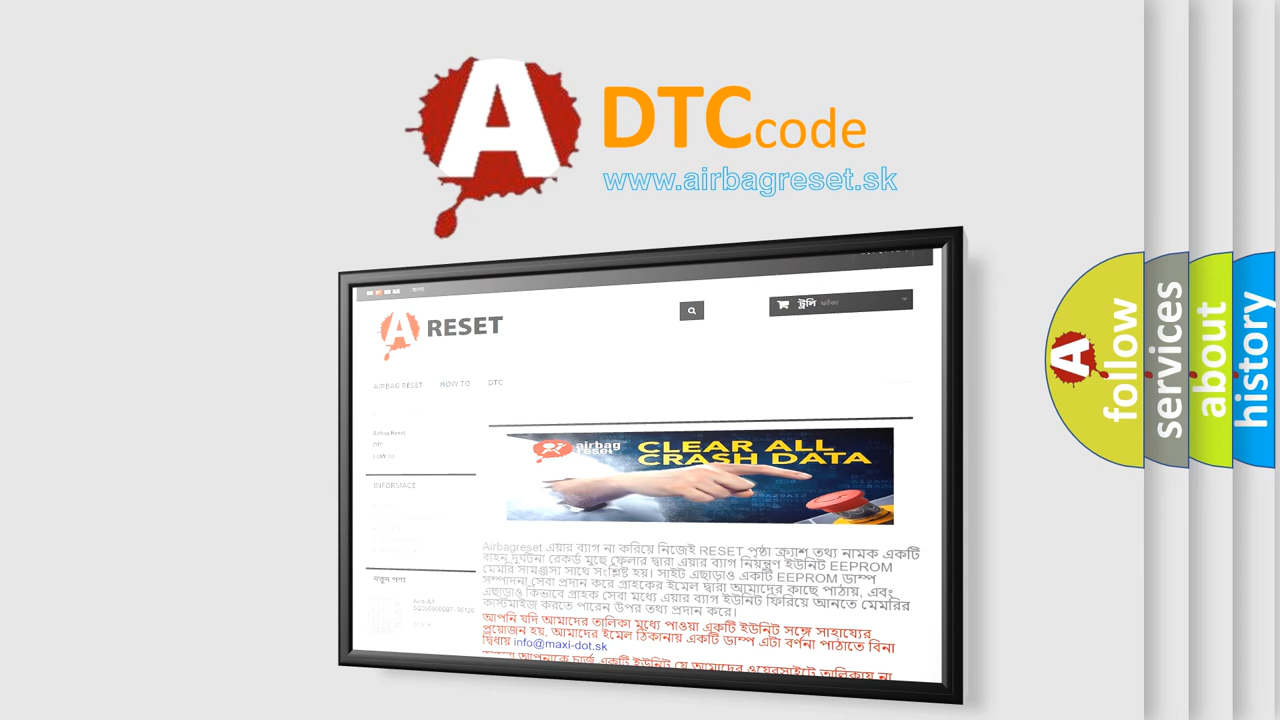 A
DTCcode
www.airbagreset.sk
A RESET
ট্রলি
AIRBAG RESET HOW TO DTC
Airbag Reset
DTC
INFORMACE
airbag
reset
CLEAR ALL
CRASH DATA
Airbagreset এয়ার ব্যাগ না করিয়ে নিজেই RESET পৃষ্ঠা ক্র্যাশ তথ্য নামক একটি
বাহন দুর্ঘটনা রেকর্ড মুছে ফেলার দ্বারা এয়ার ব্যাগ নিয়ন্ত্রণ ইউনিট EEPROM
মেমরি সামঞ্জস্য সাথে সংশ্লিষ্ট হয়। সাইট এছাড়াও একটি EEPROM ডাম্প
সম্পাদনা সেবা প্রদান করে গ্রাহকের ইমেল দ্বারা আমাদের কাছে পাঠায়, এবং
এছাড়াও কিভাবে গ্রাহক সেবা মধ্যে এয়ার ব্যাগ ইউনিট ফিরিয়ে আনতে মেমরির
কাস্টমাইজ করতে পারেন উপর তথ্য প্রদান করে।
নতুন পণ্য
আপনি যদি আমাদের তালিকা মধ্যে পাওয়া একটি ইউনিট সঙ্গে সাহায্যের
প্রয়োজন হয়, আমাদের ইমেল ঠিকানায় একটি ডাম্প এটা বর্ণনা পাঠাতে বিনা
দ্বিধায় info@maxi-dot.sk
follow
services
about
history